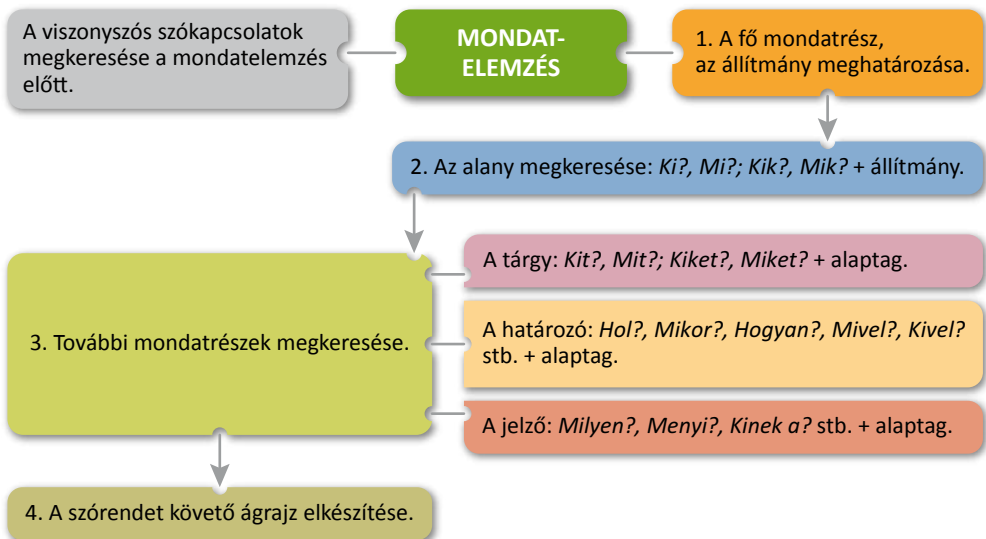 A viszonyszós szókapcsolatok
megkeresése a mondatelemzés
előtt.
MONDAT-
ELEMZÉS
1. A fő mondatrész,
az állítmány meghatározása.
2. Az alany megkeresése: Ki?, Mi?; Kik?, Mik? + állítmány.
3. További mondatrészek megkeresése.
A tárgy: Kit?, Mit?; Kiket?, Miket? + alaptag.
A határozó: Hol?, Mikor?, Hogyan?, Mivel?, Kivel?
stb. + alaptag.
A jelző: Milyen?, Menyi?, Kinek a? stb. + alaptag.
4. A szórendet követő ágrajz elkészítése.